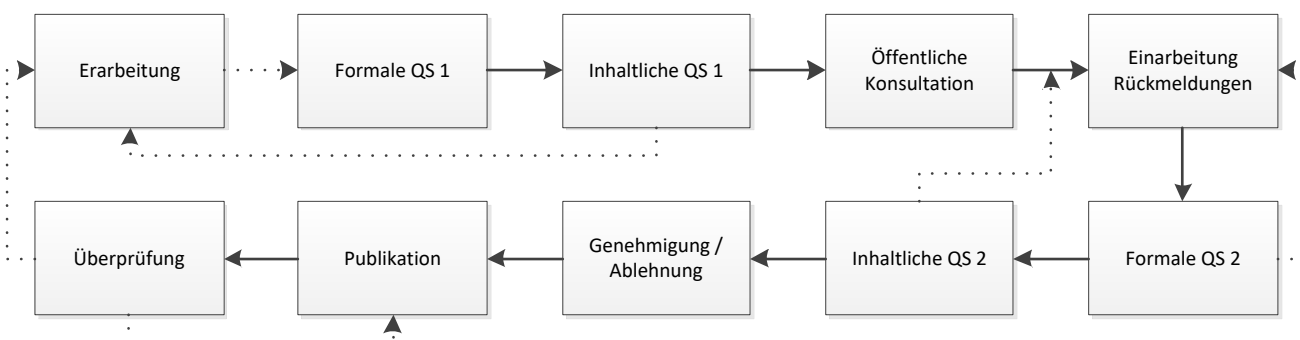 Erarbeitung
Formale QS 1
Inhaltliche QS 1
Öffentliche
Konsultation
Einarbeitung
Rückmeldungen
Überprüfung
Publikation
Genehmigung /
Ablehnung
Inhaltliche QS 2
Formale QS 2